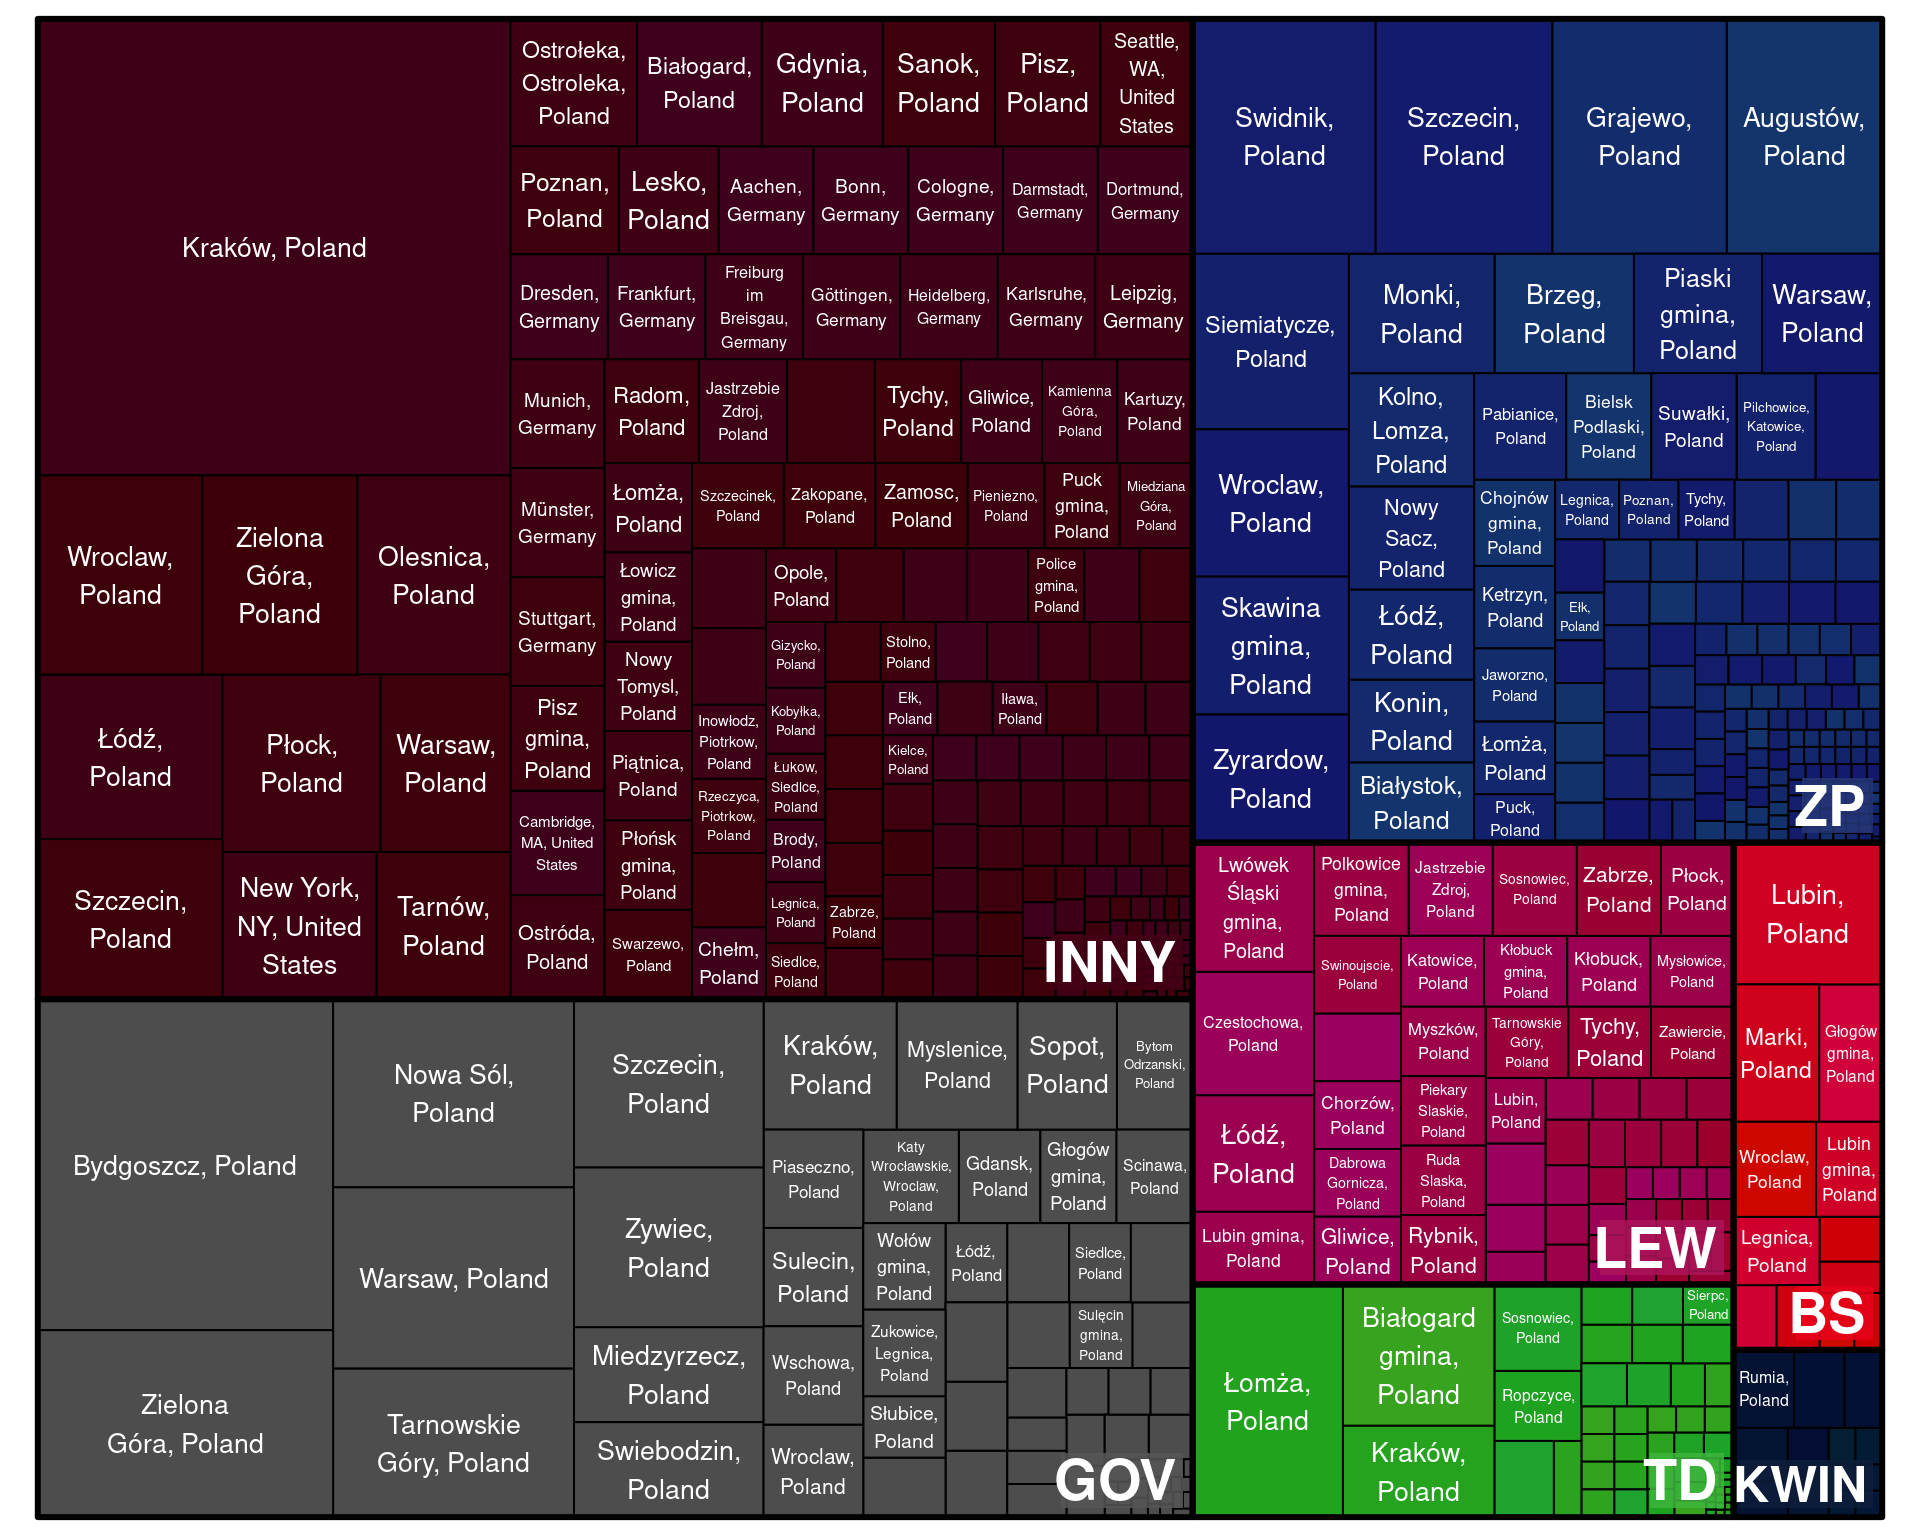 Kraków, Poland
Wroclaw,
Poland
Zielona
Góra,
Poland
Olesnica,
Poland
Łódź,
Poland
Płock,
Poland
Warsaw,
Poland
Szczecin,
Poland
New York,
NY, United
States
Tarnów,
Poland
Ostrołeka,
Ostroleka,
Poland
Białogard,
Poland
Gdynia,
Poland
Sanok,
Poland
Pisz,
Poland
Seattle,
WA,
United
States
Poznan,
Poland
Lesko,
Poland
Aachen,
Germany
Bonn,
Germany
Cologne,
Germany
Darmstadt,
Germany
Dortmund,
Germany
Dresden,
Germany
Frankfurt,
Germany
Freiburg
im
Breisgau,
Germany
Göttingen,
Germany
Heidelberg,
Germany
Karlsruhe,
Germany
Leipzig,
Germany
Munich,
Germany
Radom,
Poland
Jastrzebie
Zdroj,
Poland
Tychy,
Poland
Gliwice,
Poland
Kamienna
Góra,
Poland
Kartuzy,
Poland
Münster,
Germany
Łomża,
Poland
Szczecinek,
Poland
Zakopane,
Poland
Zamosc,
Poland
Pieniezno,
Poland
Puck
gmina,
Poland
Miedziana
Góra,
Poland
Stuttgart,
Germany
Łowicz
gmina,
Poland
Opole,
Poland
Police
gmina,
Poland
Nowy
Tomysl,
Poland
Gizycko,
Poland
Stolno,
Poland
Pisz
gmina,
Poland
Inowłodz,
Piotrkow,
Poland
Kobyłka,
Poland
Ełk,
Poland
Iława,
Poland
Piątnica,
Poland
Łukow,
Siedlce,
Poland
Kielce,
Poland
Cambridge,
MA, United
States
Rzeczyca,
Piotrkow,
Poland
Płońsk
gmina,
Poland
Brody,
Poland
Ostróda,
Poland
Swarzewo,
Poland
Chełm,
Poland
Legnica,
Poland
Zabrze,
Poland
Siedlce,
Poland
INNY
Swidnik,
Poland
Szczecin,
Poland
Grajewo,
Poland
Augustów,
Poland
Siemiatycze,
Poland
Monki,
Poland
Brzeg,
Poland
Piaski
gmina,
Poland
Warsaw,
Poland
Wroclaw,
Poland
Kolno,
Lomza,
Poland
Pabianice,
Poland
Bielsk
Podlaski,
Poland
Suwałki,
Poland
Pilchowice,
Katowice,
Poland
Nowy
Sacz,
Poland
Chojnów
gmina,
Poland
Legnica,
Poland
Poznan,
Poland
Tychy,
Poland
Skawina
gmina,
Poland
Łódź,
Poland
Ketrzyn,
Poland
Ełk,
Poland
Konin,
Poland
Jaworzno,
Poland
Zyrardow,
Poland
Białystok,
Poland
Łomża,
Poland
Puck,
Poland
ZP
Bydgoszcz, Poland
Nowa Sól,
Poland
Warsaw, Poland
Zielona
Góra, Poland
Tarnowskie
Góry, Poland
Szczecin,
Poland
Zywiec,
Poland
Miedzyrzecz,
Poland
Swiebodzin,
Poland
Kraków,
Poland
Myslenice,
Poland
Sopot,
Poland
Bytom
Odrzanski,
Poland
Piaseczno,
Poland
Katy
Wrocławskie,
Wroclaw,
Poland
Gdansk,
Poland
Głogów
gmina,
Poland
Scinawa,
Poland
Sulecin,
Poland
Wołów
gmina,
Poland
Łódź,
Poland
Siedlce,
Poland
Wschowa,
Poland
Zukowice,
Legnica,
Poland
Sulęcin
gmina,
Poland
Wroclaw,
Poland
Słubice,
Poland
GOV
Lwówek
Śląski
gmina,
Poland
Polkowice
gmina,
Poland
Jastrzebie
Zdroj,
Poland
Sosnowiec,
Poland
Zabrze,
Poland
Płock,
Poland
Czestochowa,
Poland
Swinoujscie,
Poland
Katowice,
Poland
Kłobuck
gmina,
Poland
Kłobuck,
Poland
Mysłowice,
Poland
Myszków,
Poland
Tarnowskie
Góry,
Poland
Tychy,
Poland
Zawiercie,
Poland
Łódź,
Poland
Chorzów,
Poland
Piekary
Slaskie,
Poland
Lubin,
Poland
Dabrowa
Gornicza,
Poland
Ruda
Slaska,
Poland
Lubin gmina,
Poland
Gliwice,
Poland
Rybnik,
Poland
LEW
Lubin,
Poland
Marki,
Poland
Głogów
gmina,
Poland
Wroclaw,
Poland
Lubin
gmina,
Poland
Legnica,
Poland
BS
Łomża,
Poland
Białogard
gmina,
Poland
Kraków,
Poland
Sosnowiec,
Poland
Ropczyce,
Poland
Sierpc,
Poland
TD
Rumia,
Poland
KWIN